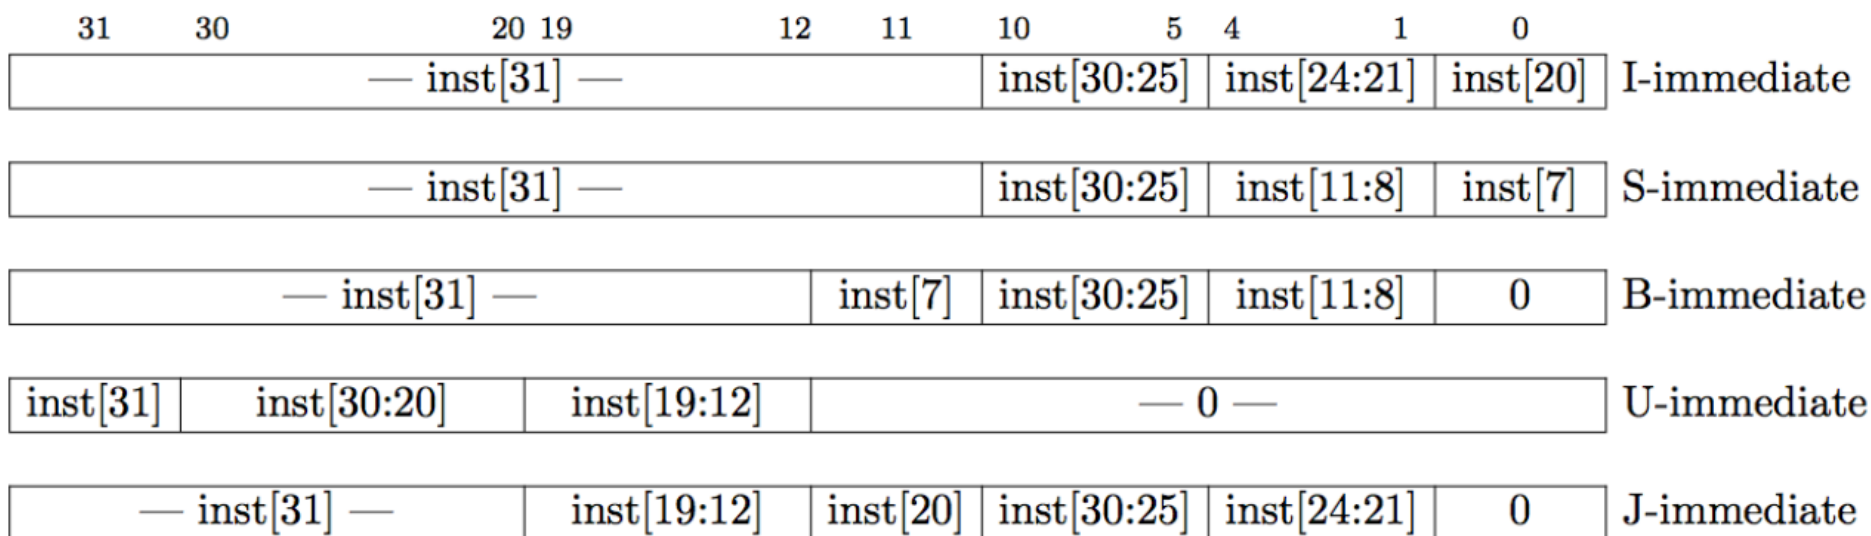 31 30 20 19 12 11 10 5 4 1 0
— inst[31] — inst[30:25] inst[24:21] inst[20] I-immediate
— inst[31] — inst[30:25] inst[11:8] inst[7] S-immediate
— inst[31] — inst[7] inst[30:25] inst[11:8] 0 B-immediate
inst[31] inst[30:20] inst[19:12] — 0 — U-immediate
— inst[31] — inst[19:12] inst[20] inst[30:25] inst[24:21] 0 J-immediate